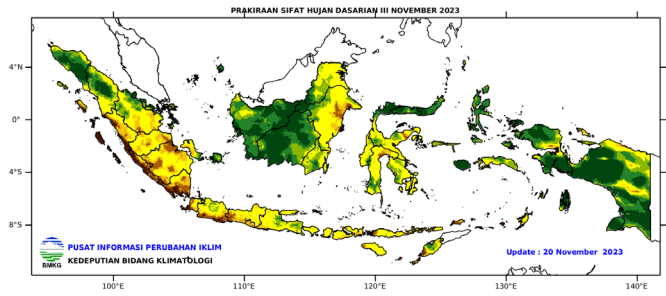 PRAKIRAAN SIFAT HUJAN DASARIAN III NOVEMBER 2023
4°N
0°
4°S
8°S
PUSAT INFORMASI PERUBAHAN IKLIM
KEDEPUTIAN BIDANG KLIMATOLOGI
BMKG
Update : 20 November 2023
100°E
110°E
120°E
130°E
140°E